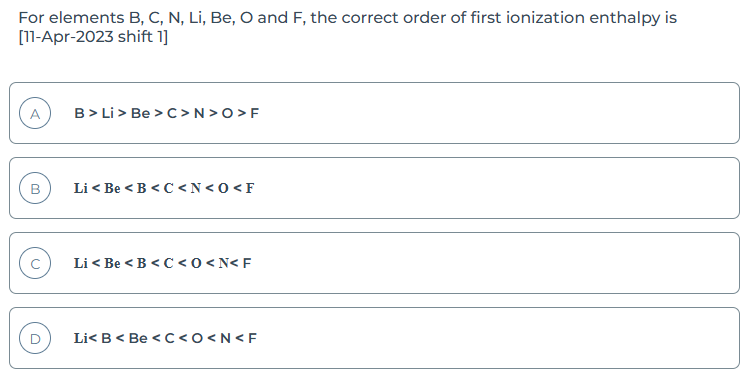 For elements B, C, N, Li, Be, O and F, the correct order of first ionization enthalpy is
[11-Apr-2023 shift 1]
A B > Li > Be > C > N > O > F
B Li < Be < B < C < N < O < F
C Li < Be < B < C < O < N< F
D Li< B < Be < C < O < N < F